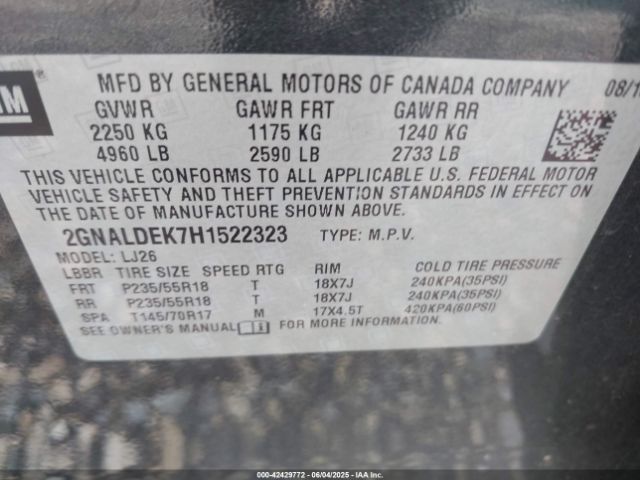 GM
MFD BY GENERAL MOTORS OF CANADA COMPANY 08/1
GVWR GAWR FRT GAWR RR
2250 KG 1175 KG 1240 KG
4960 LB 2590 LB 2733 LB
THIS VEHICLE CONFORMS TO ALL APPLICABLE U.S. FEDERAL MOTOR
VEHICLE SAFETY AND THEFT PREVENTION STANDARDS IN EFFECT ON
THE DATE OF MANUFACTURE SHOWN ABOVE.
2GNALDEK7H1522323 TYPE: M.P.V.
MODEL: LJ26
LBBR TIRE SIZE SPEED RTG RIM COLD TIRE PRESSURE
FRT P235/55R18 T 18X7J 240KPA(35PSI)
RR P235/55R18 T 18X7J 240KPA(35PSI)
SPA T145/70R17 M 17X4.5T 420KPA(60PSI)
SEE OWNER'S MANUAL FOR MORE INFORMATION.
000-42429772 - 06/04/2025 - IAA Inc.